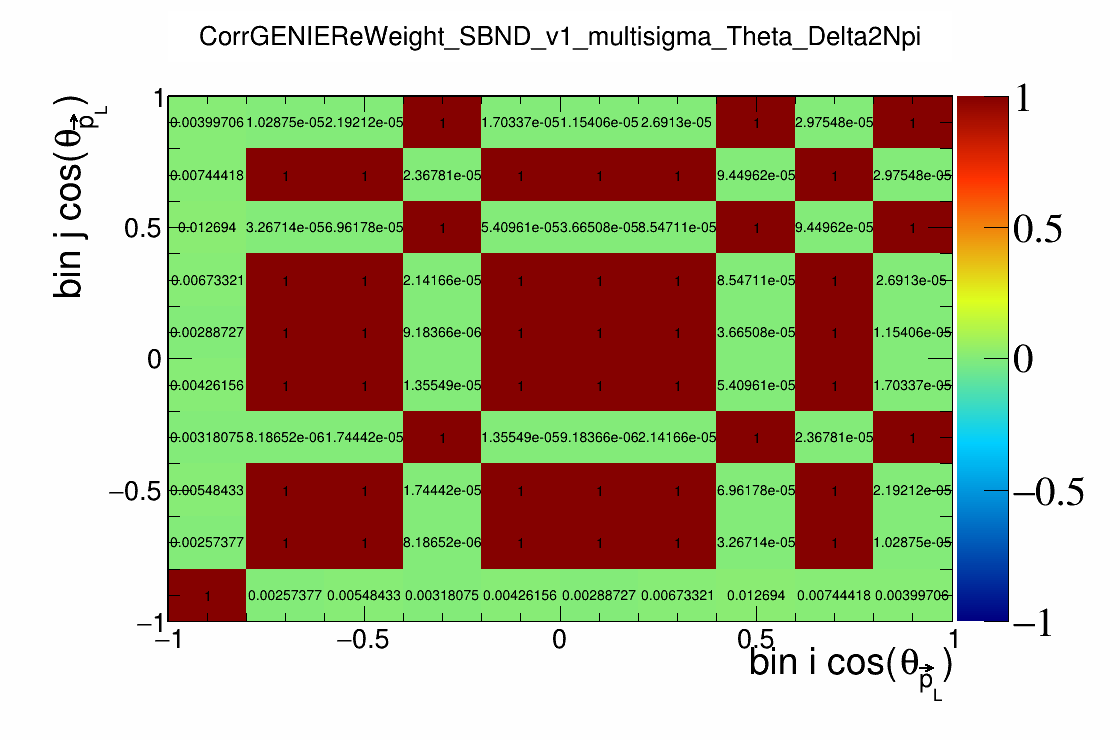 CorrGENIEReWeight_SBND_v1_multisigma_Theta_Delta2Npi
bin j cos(θ_p⃗_L)
1
0.5
0
−0.5
−1
0.00399706 1.02875e-05 2.19212e-05 1 1.70337e-05 1.15406e-05 2.6913e-05 1 2.97548e-05 1
0.00744418 1 1 2.36781e-05 1 1 1 9.44962e-05 1 2.97548e-05
0.012694 3.26714e-05 6.96178e-05 1 5.40961e-05 3.66508e-05 8.54711e-05 1 9.44962e-05 1
0.00673321 1 1 2.14166e-05 1 1 1 8.54711e-05 1 2.6913e-05
0.00288727 1 1 9.18366e-06 1 1 1 3.66508e-05 1 1.15406e-05
0.00426156 1 1 1.35549e-05 1 1 1 5.40961e-05 1 1.70337e-05
0.00318075 8.18652e-06 1.74442e-05 1 1.35549e-05 9.18366e-06 2.14166e-05 1 2.36781e-05 1
0.00548433 1 1 1.74442e-05 1 1 1 6.96178e-05 1 2.19212e-05
0.00257377 1 1 8.18652e-06 1 1 1 3.26714e-05 1 1.02875e-05
1 0.00257377 0.00548433 0.00318075 0.00426156 0.00288727 0.00673321 0.012694 0.00744418 0.00399706
−1 −0.5 0 0.5 1
bin i cos(θ_p⃗_L)
1
0.5
0
−0.5
−1